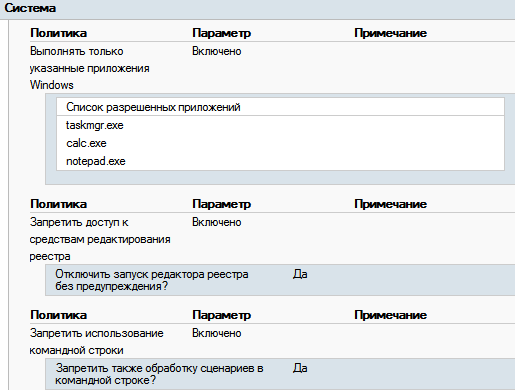 Система
Политика Параметр Примечание
Выполнять только Включено
указанные приложения
Windows
Список разрешенных приложений
taskmgr.exe
calc.exe
notepad.exe
Политика Параметр Примечание
Запретить доступ к Включено
средствам редактирования
реестра
Отключить запуск редактора реестра Да
без предупреждения?
Политика Параметр Примечание
Запретить использование Включено
командной строки
Запретить также обработку сценариев в Да
командной строке?